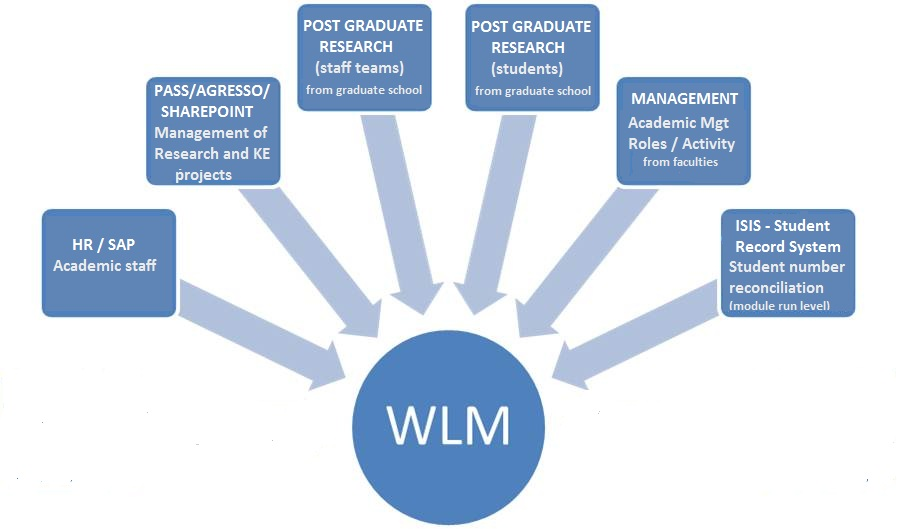 HR / SAP
Academic staff
PASS/AGRESSO/
SHAREPOINT
Management of
Research and KE
projects
POST GRADUATE
RESEARCH
(staff teams)
from graduate school
POST GRADUATE
RESEARCH
(students)
from graduate school
MANAGEMENT
Academic Mgt
Roles / Activity
from faculties
ISIS - Student
Record System
Student number
reconciliation
(module run level)
WLM